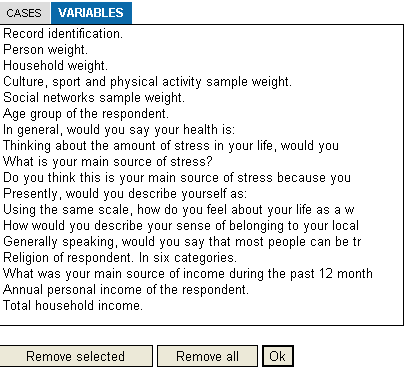 CASES VARIABLES
Record identification.
Person weight.
Household weight.
Culture, sport and physical activity sample weight.
Social networks sample weight.
Age group of the respondent.
In general, would you say your health is:
Thinking about the amount of stress in your life, would you
What is your main source of stress?
Do you think this is your main source of stress because you
Presently, would you describe yourself as:
Using the same scale, how do you feel about your life as a w
How would you describe your sense of belonging to your local
Generally speaking, would you say that most people can be tr
Religion of respondent. In six categories.
What was your main source of income during the past 12 month
Annual personal income of the respondent.
Total household income.
Remove selected Remove all Ok